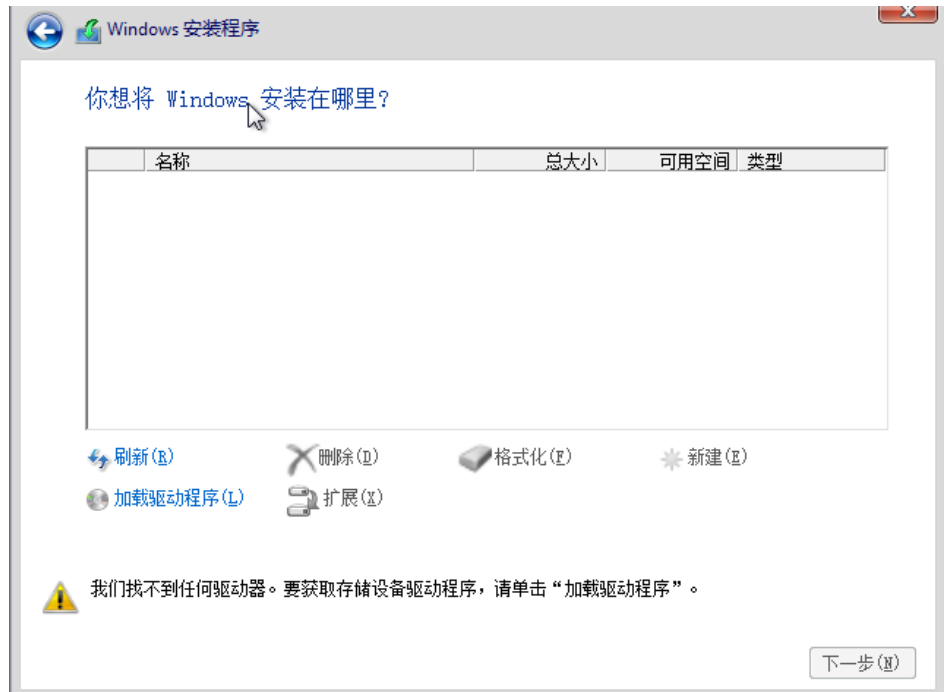 Windows 安装程序
你想将 Windows 安装在哪里?
名称 总大小 可用空间 类型
刷新(R) 删除(D) 格式化(F) 新建(E)
加载驱动程序(L) 扩展(X)
我们找不到任何驱动器。要获取存储设备驱动程序，请单击“加载驱动程序”。
下一步(N)